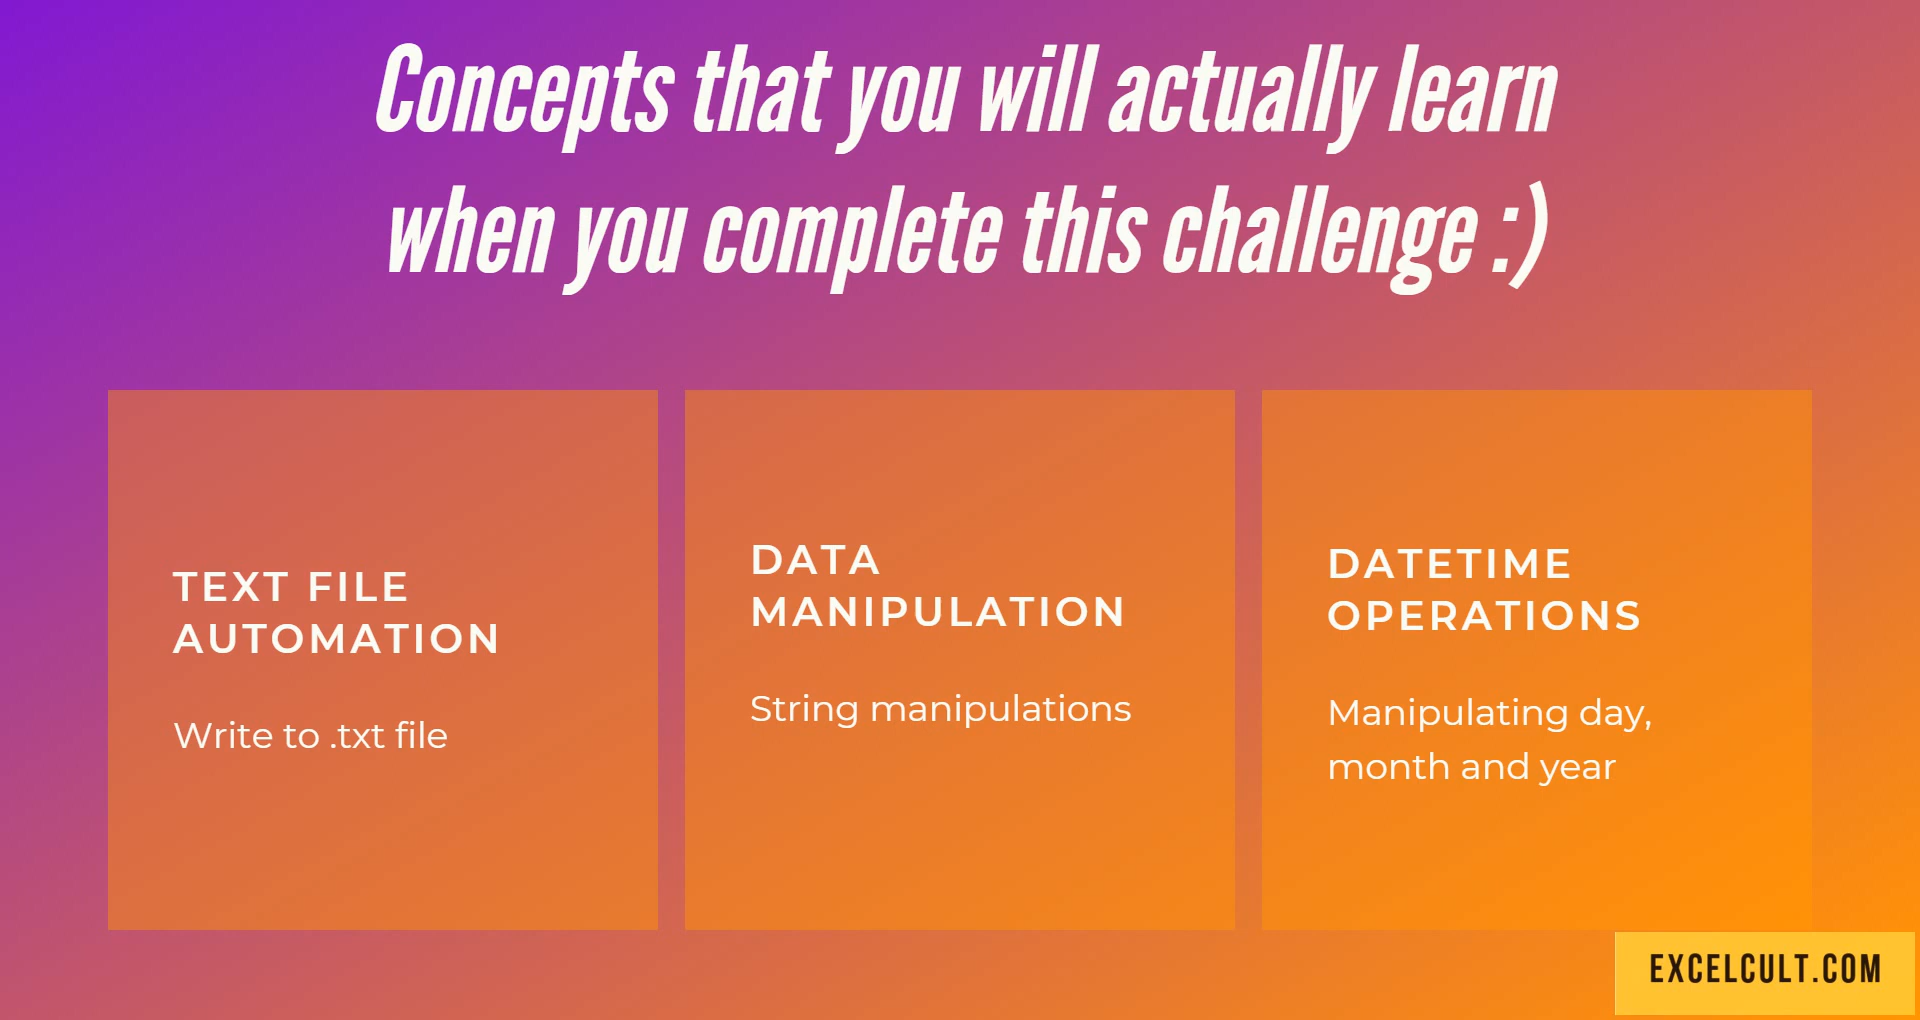 Concepts that you will actually learn
when you complete this challenge :)
TEXT FILE
AUTOMATION
Write to .txt file
DATA
MANIPULATION
String manipulations
DATETIME
OPERATIONS
Manipulating day,
month and year
EXCELCULT.COM